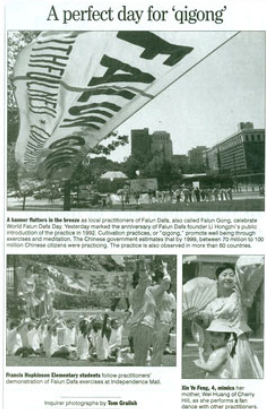 A perfect day for 'qigong'
FALUN GONG
A banner flutters in the breeze as local practitioners of Falun Dafa, also called Falun Gong, celebrate
World Falun Dafa Day. Yesterday marked the anniversary of Falun Dafa founder Li Hongzhi's public
introduction of the practice in 1992. Cultivation practices, or "qigong," promote well being through
exercises and meditation. The Chinese government estimates that by 1999, between 70 million to 100
million Chinese citizens were practicing. The practice is also observed in more than 60 countries.
Francis Hopkinson Elementary students follow practitioners'
demonstration of Falun Dafa exercises at Independence Mall.
Inquirer photographs by Tom Gralish
Xin Ye Feng, 4, mimics her
mother, Wei Huang of Cherry
Hill, as she performs a fan
dance with other practitioners.